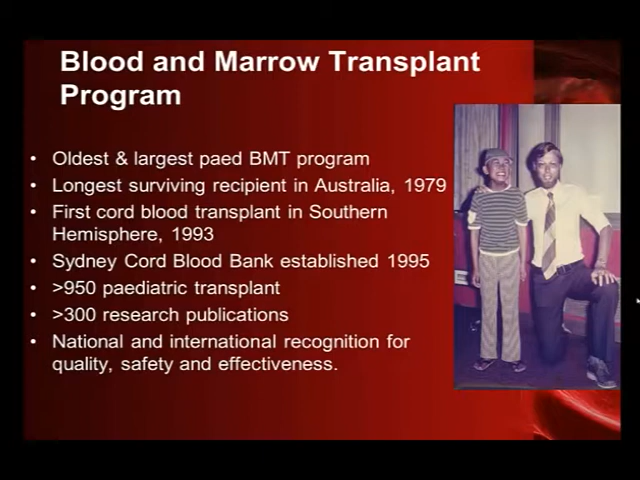 Blood and Marrow Transplant
Program
• Oldest & largest paed BMT program
• Longest surviving recipient in Australia, 1979
• First cord blood transplant in Southern
Hemisphere, 1993
• Sydney Cord Blood Bank established 1995
• >950 paediatric transplant
• >300 research publications
• National and international recognition for
quality, safety and effectiveness.